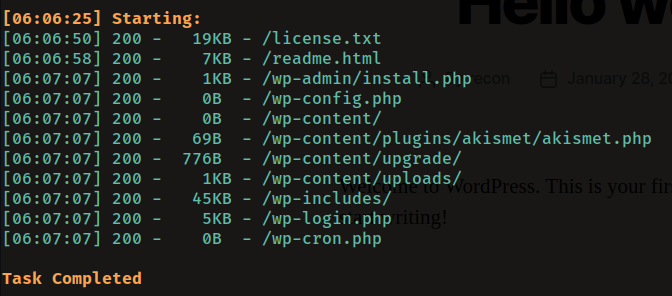 Hello w
[06:06:25] Starting:
[06:06:50] 200 -   19KB - /license.txt
[06:06:58] 200 -    7KB - /readme.html
[06:07:07] 200 -    1KB - /wp-admin/install.php
econ January 28, 20
[06:07:07] 200 -    0B  - /wp-config.php
[06:07:07] 200 -    0B  - /wp-content/
[06:07:07] 200 -   69B  - /wp-content/plugins/akismet/akismet.php
[06:07:07] 200 -  776B  - /wp-content/upgrade/
[06:07:07] 200 -    1KB - /wp-content/uploads/
Welcome to WordPress. This is your firs
[06:07:07] 200 -   45KB - /wp-includes/
[06:07:07] 200 -    5KB - /wp-login.php
writing!
[06:07:07] 200 -    0B  - /wp-cron.php
Task Completed